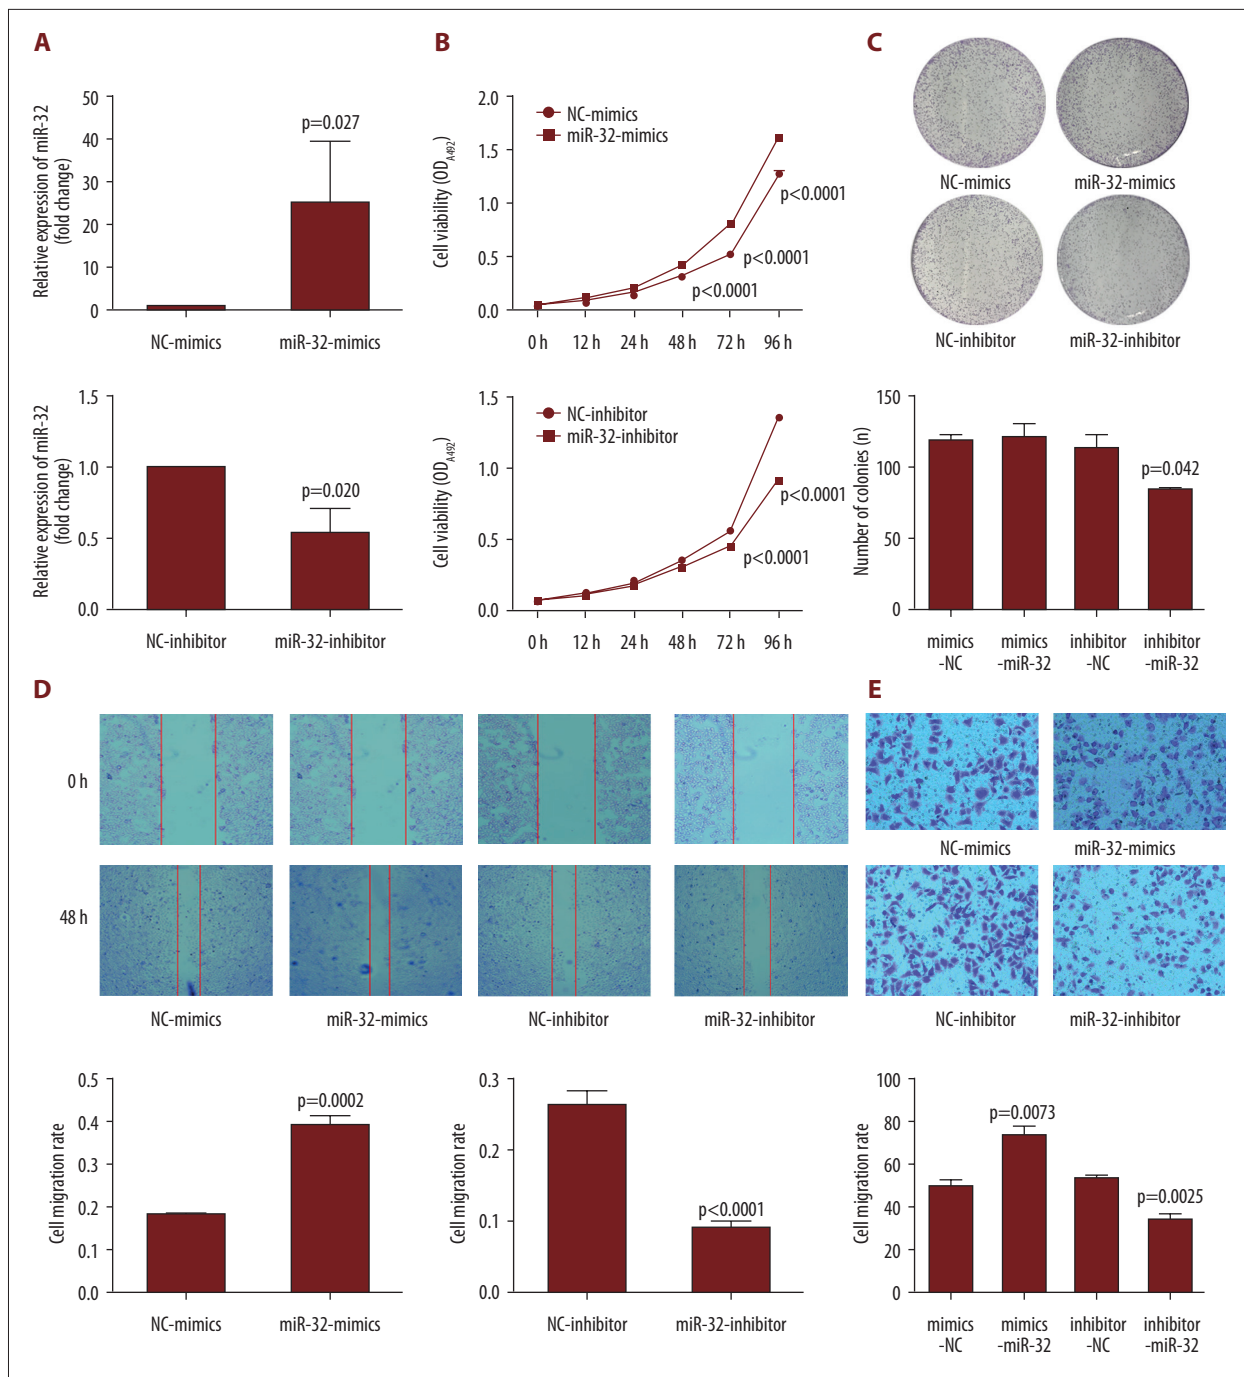 A
Relative expression of miR-32
(fold change)
50
40
30
25
20
10
0
p=0.027
NC-mimics
miR-32-mimics
Relative expression of miR-32
(fold change)
1.5
1.0
0.5
0.0
p=0.020
NC-inhibitor
miR-32-inhibitor
B
Cell viability (ODA492)
2.0
1.5
1.0
0.5
0.0
NC-mimics
miR-32-mimics
p<0.0001
p<0.0001
p<0.0001
0 h
12 h
24 h
48 h
72 h
96 h
Cell viability (ODA492)
1.5
1.0
0.5
0.0
NC-inhibitor
miR-32-inhibitor
p<0.0001
p<0.0001
0 h
12 h
24 h
48 h
72 h
96 h
C
NC-mimics
miR-32-mimics
NC-inhibitor
miR-32-inhibitor
Number of colonies (n)
150
100
50
0
p=0.042
mimics
-NC
mimics
-miR-32
inhibitor
-NC
inhibitor
-miR-32
D
0 h
48 h
NC-mimics
miR-32-mimics
NC-inhibitor
miR-32-inhibitor
Cell migration rate
0.5
0.4
0.3
0.2
0.1
0.0
p=0.0002
NC-mimics
miR-32-mimics
Cell migration rate
0.3
0.2
0.1
0.0
p<0.0001
NC-inhibitor
miR-32-inhibitor
E
NC-mimics
miR-32-mimics
NC-inhibitor
miR-32-inhibitor
Cell migration rate
100
80
60
40
20
0
p=0.0073
p=0.0025
mimics
-NC
mimics
-miR-32
inhibitor
-NC
inhibitor
-miR-32